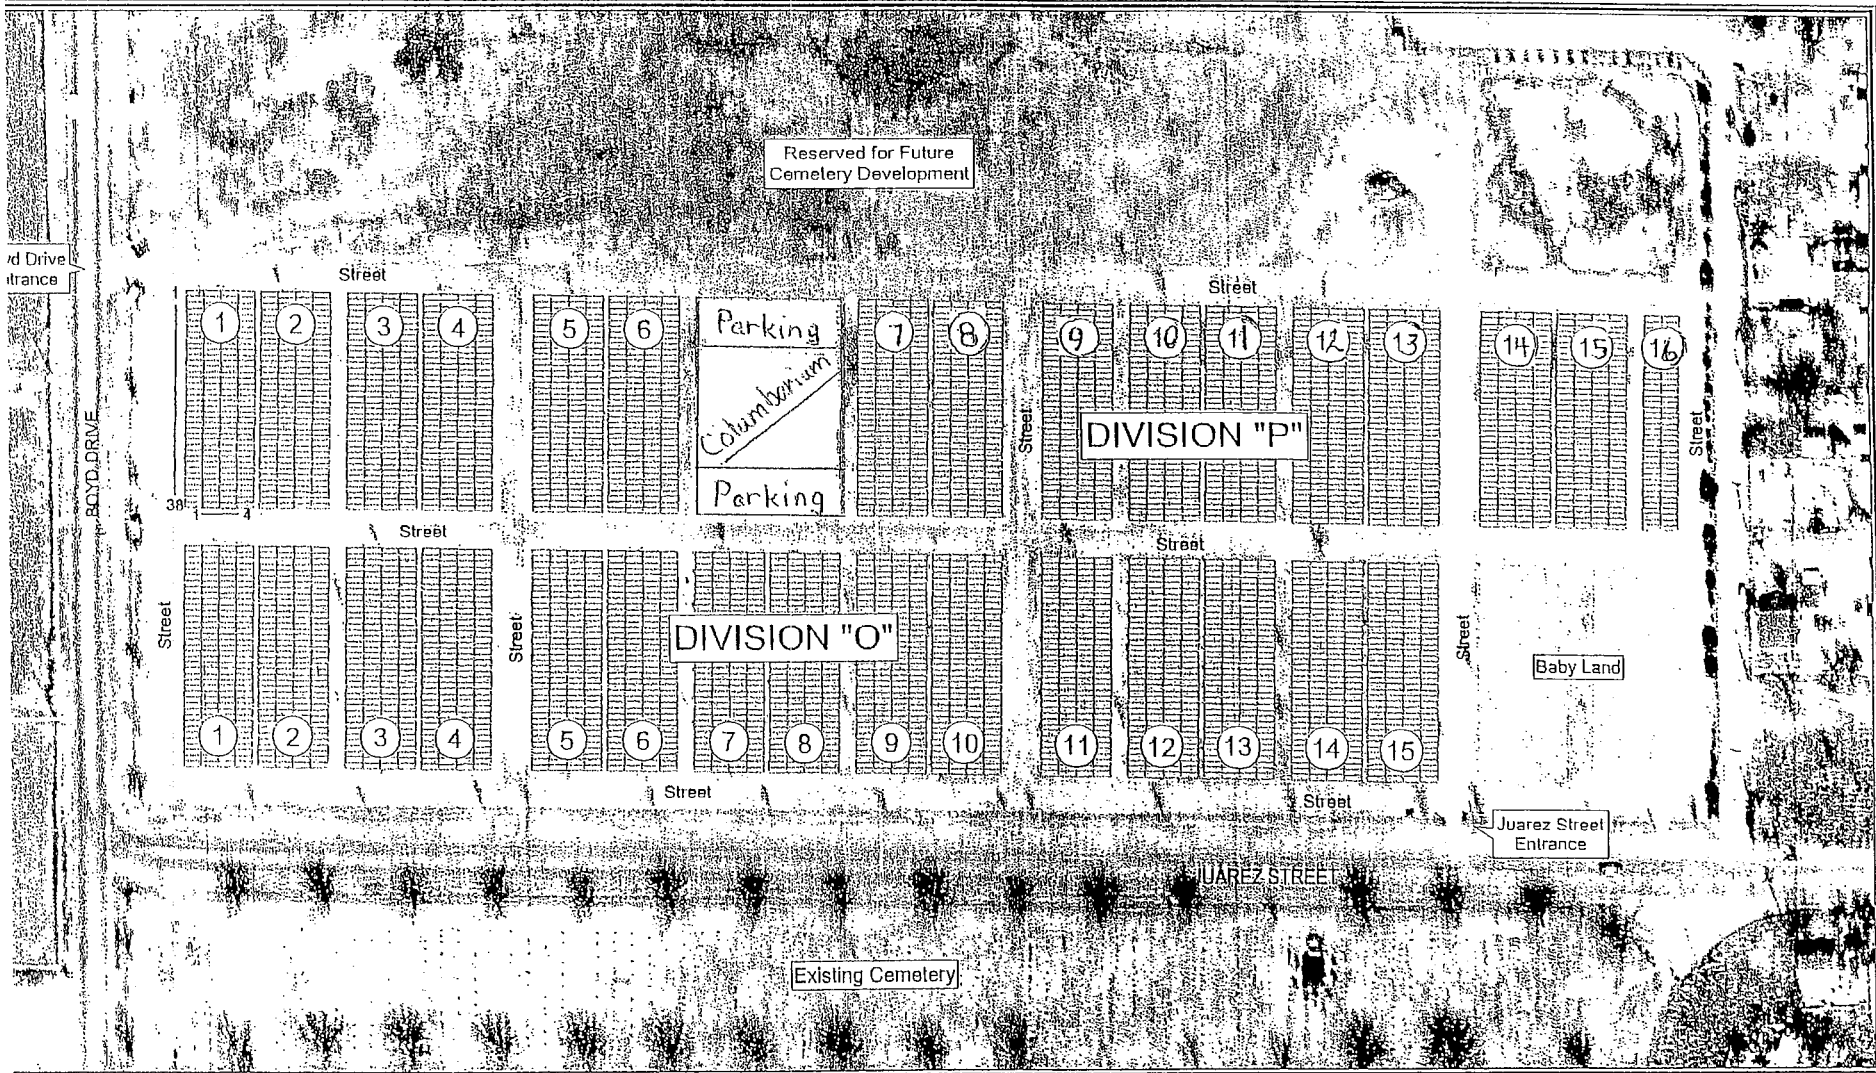 Reserved for Future
Cemetery Development
yd Drive
ntrance
Street
Street
1
1 2 3 4 5 6
Parking
7 8 9 10 11 12 13 14 15 16
Columbarium
BOYD DRIVE
Street
DIVISION "P"
Street
Parking
38
1 4
Street
Street
Street
Street
DIVISION "O"
Street
Baby Land
1 2 3 4 5 6 7 8 9 10 11 12 13 14 15
Street
Street
Juarez Street
Entrance
JUAREZ STREET
Existing Cemetery